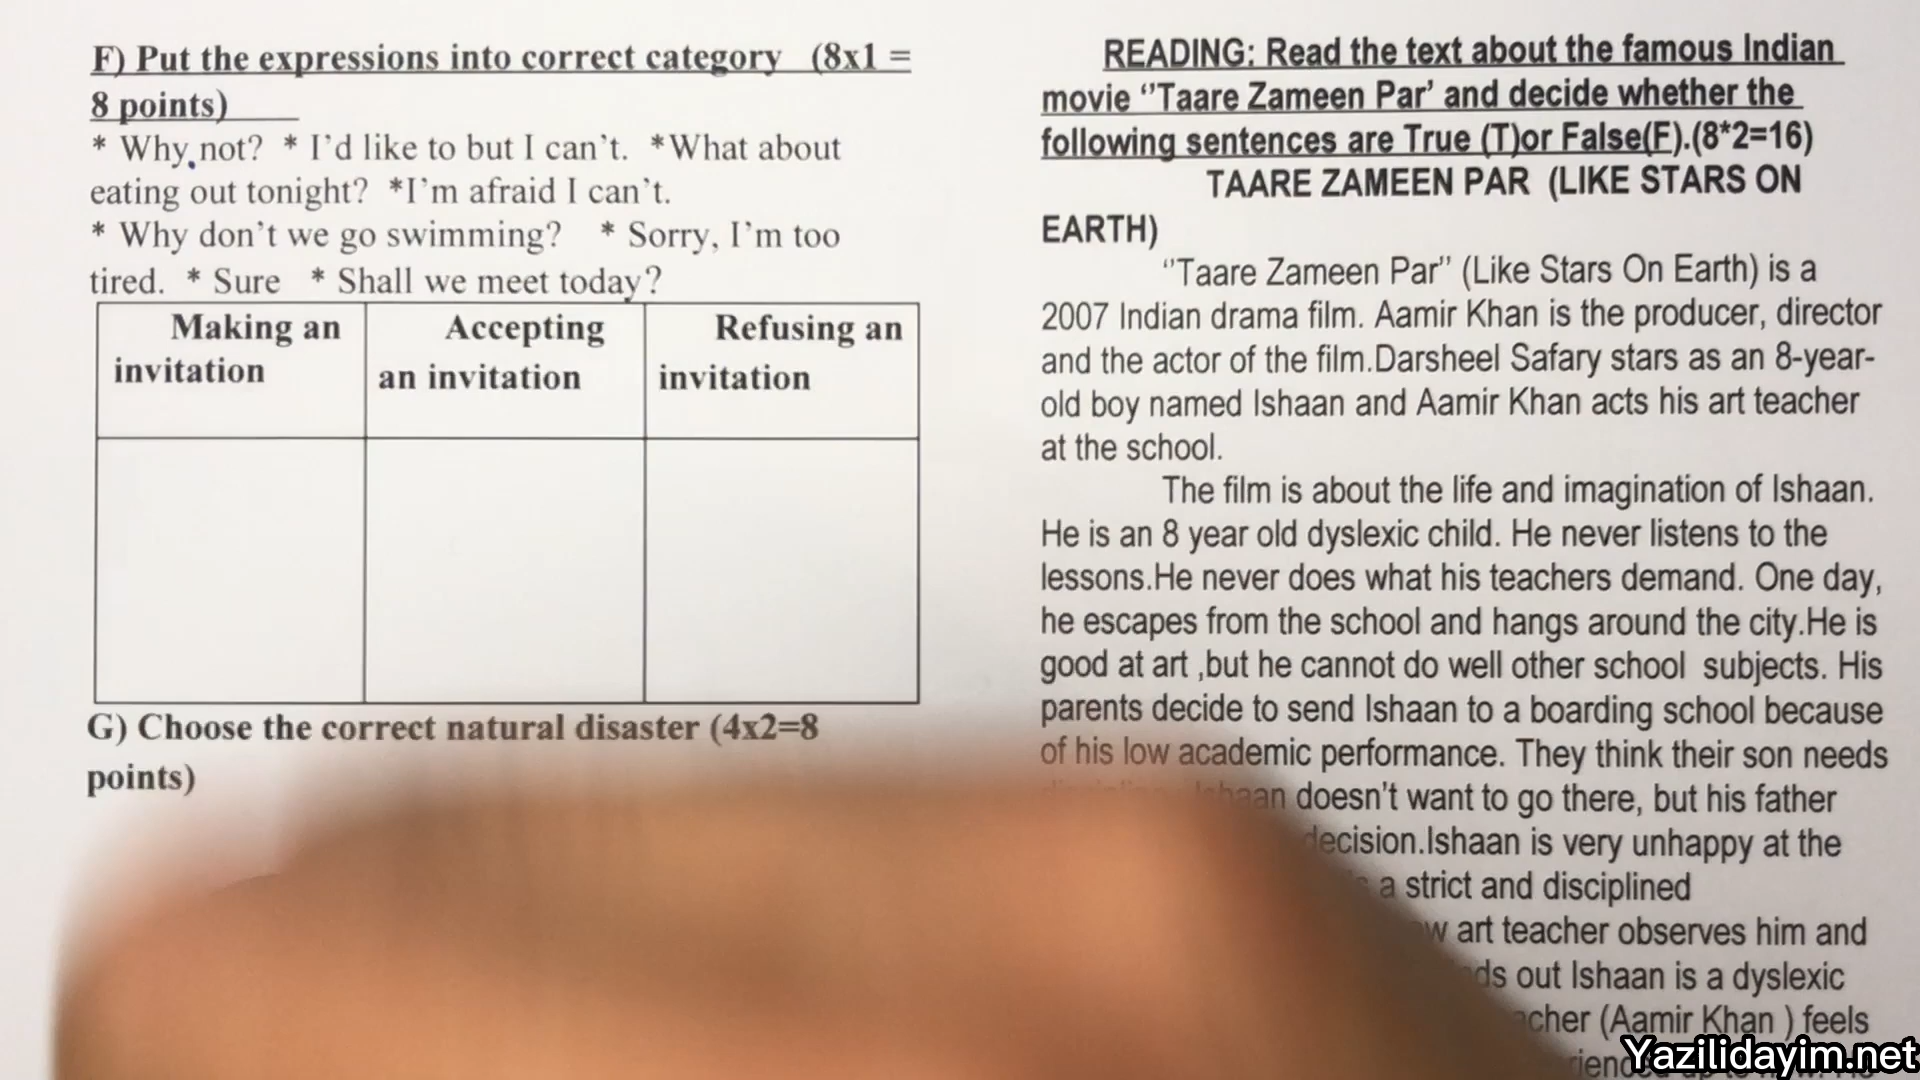 F) Put the expressions into correct category (8x1 =
8 points)
* Why not? * I'd like to but I can't. *What about
eating out tonight? *I'm afraid I can't.
* Why don't we go swimming? * Sorry, I'm too
tired. * Sure * Shall we meet today?
Making an
invitation
Accepting
an invitation
Refusing an
invitation
G) Choose the correct natural disaster (4x2=8
points)
READING: Read the text about the famous Indian
movie ‘’Taare Zameen Par’ and decide whether the
following sentences are True (T)or False(F).(8*2=16)
TAARE ZAMEEN PAR (LIKE STARS ON
EARTH)
‘’Taare Zameen Par’’ (Like Stars On Earth) is a
2007 Indian drama film. Aamir Khan is the producer, director
and the actor of the film.Darsheel Safary stars as an 8-year-
old boy named Ishaan and Aamir Khan acts his art teacher
at the school.
The film is about the life and imagination of Ishaan.
He is an 8 year old dyslexic child. He never listens to the
lessons.He never does what his teachers demand. One day,
he escapes from the school and hangs around the city.He is
good at art ,but he cannot do well other school subjects. His
parents decide to send Ishaan to a boarding school because
of his low academic performance. They think their son needs
Ishaan doesn't want to go there, but his father
decision.Ishaan is very unhappy at the
a strict and disciplined
art teacher observes him and
out Ishaan is a dyslexic
(Aamir Khan ) feels
Yazilidayim.net